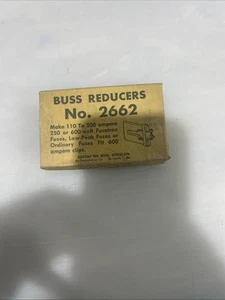 BUSS REDUCERS
No. 2662
Make 110 To 200 ampere
250 or 600-volt Fusetron
Fuses, Low-Peak Fuses or
Ordinary Fuses Fit 600
ampere clips.